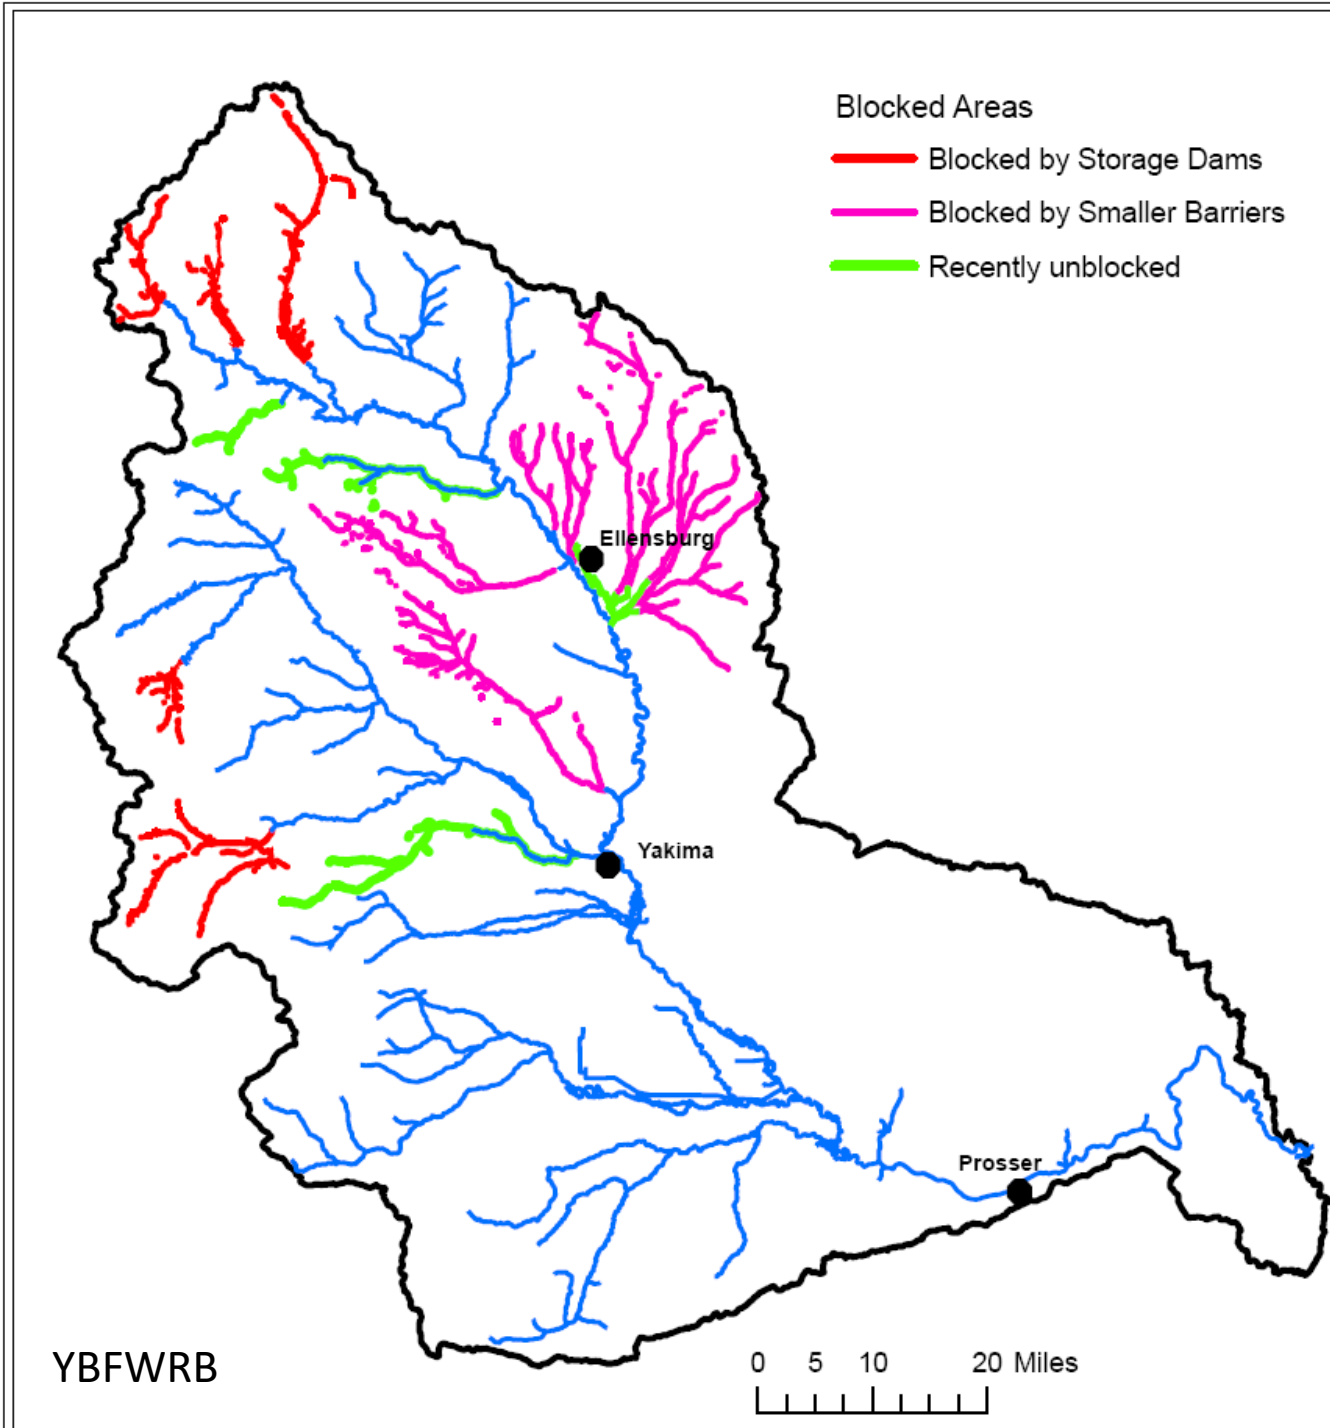 Blocked Areas
Blocked by Storage Dams
Blocked by Smaller Barriers
Recently unblocked
Ellensburg
Yakima
Prosser
YBFWRB
0 5 10 20 Miles